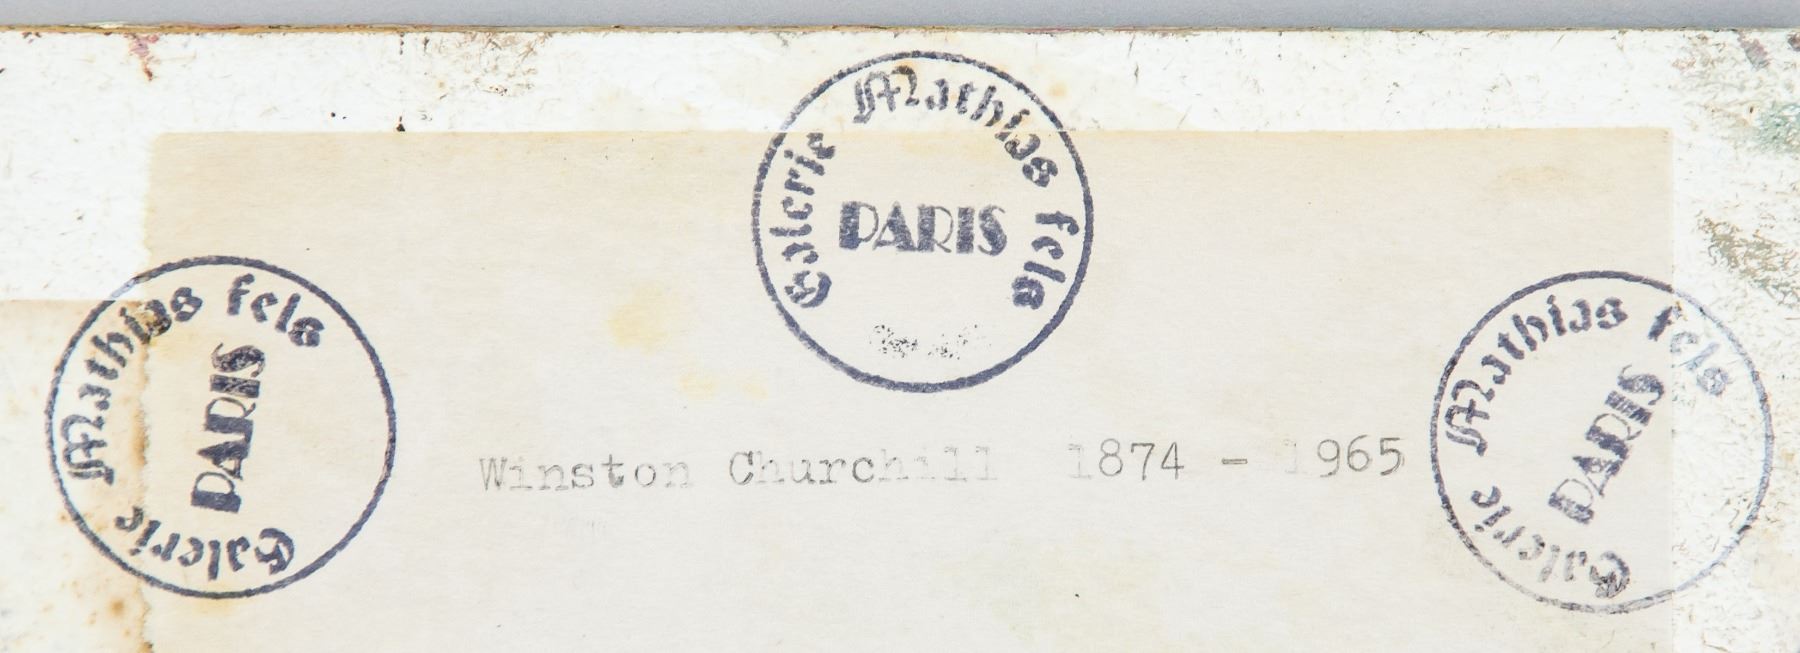 Galerie Mathias fels
PARIS
Galerie Mathias fels
PARIS
Galerie Mathias fels
PARIS
Winston Churchill 1874 - 1965